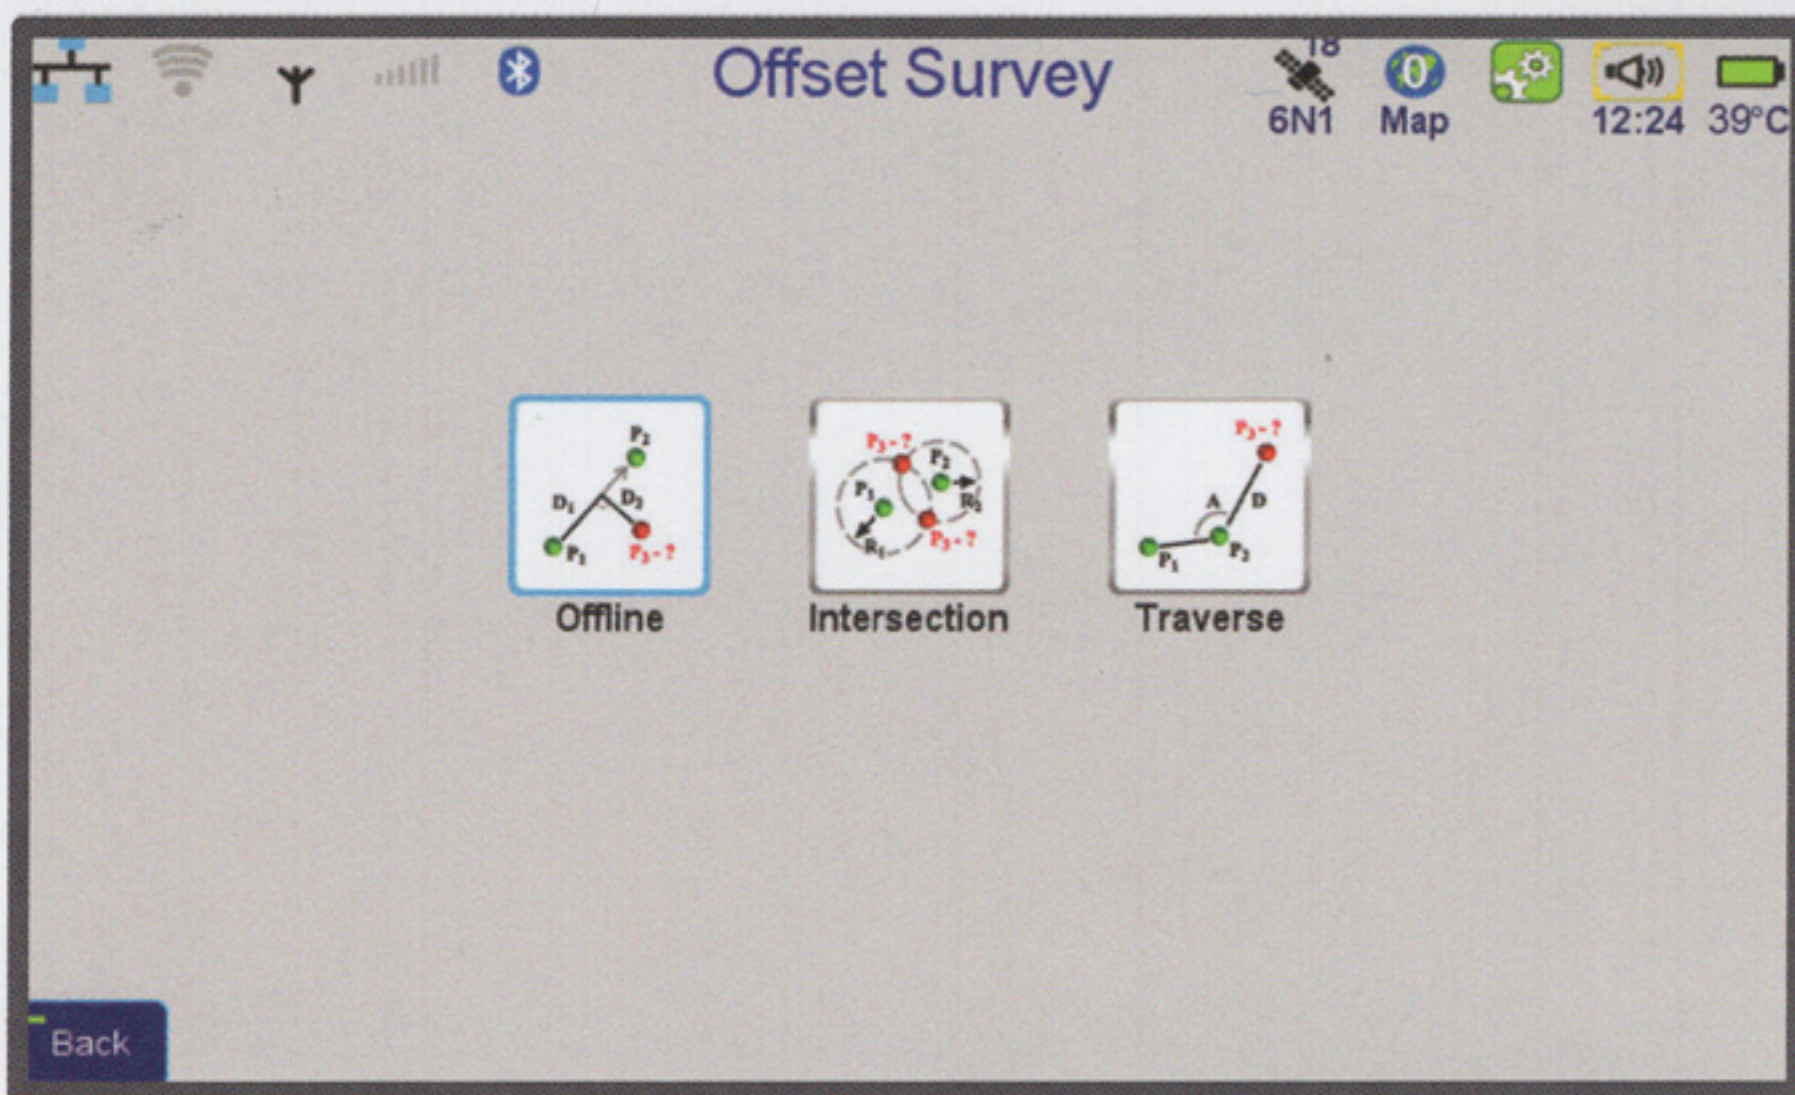 Offset Survey
18
6N1
0
Map
12:24
39°C
P2
D1
D2
P1
P3-?
Offline
P3-?
P2
P1
R2
R1
P3-?
Intersection
P3-?
A
D
P1
P2
Traverse
Back